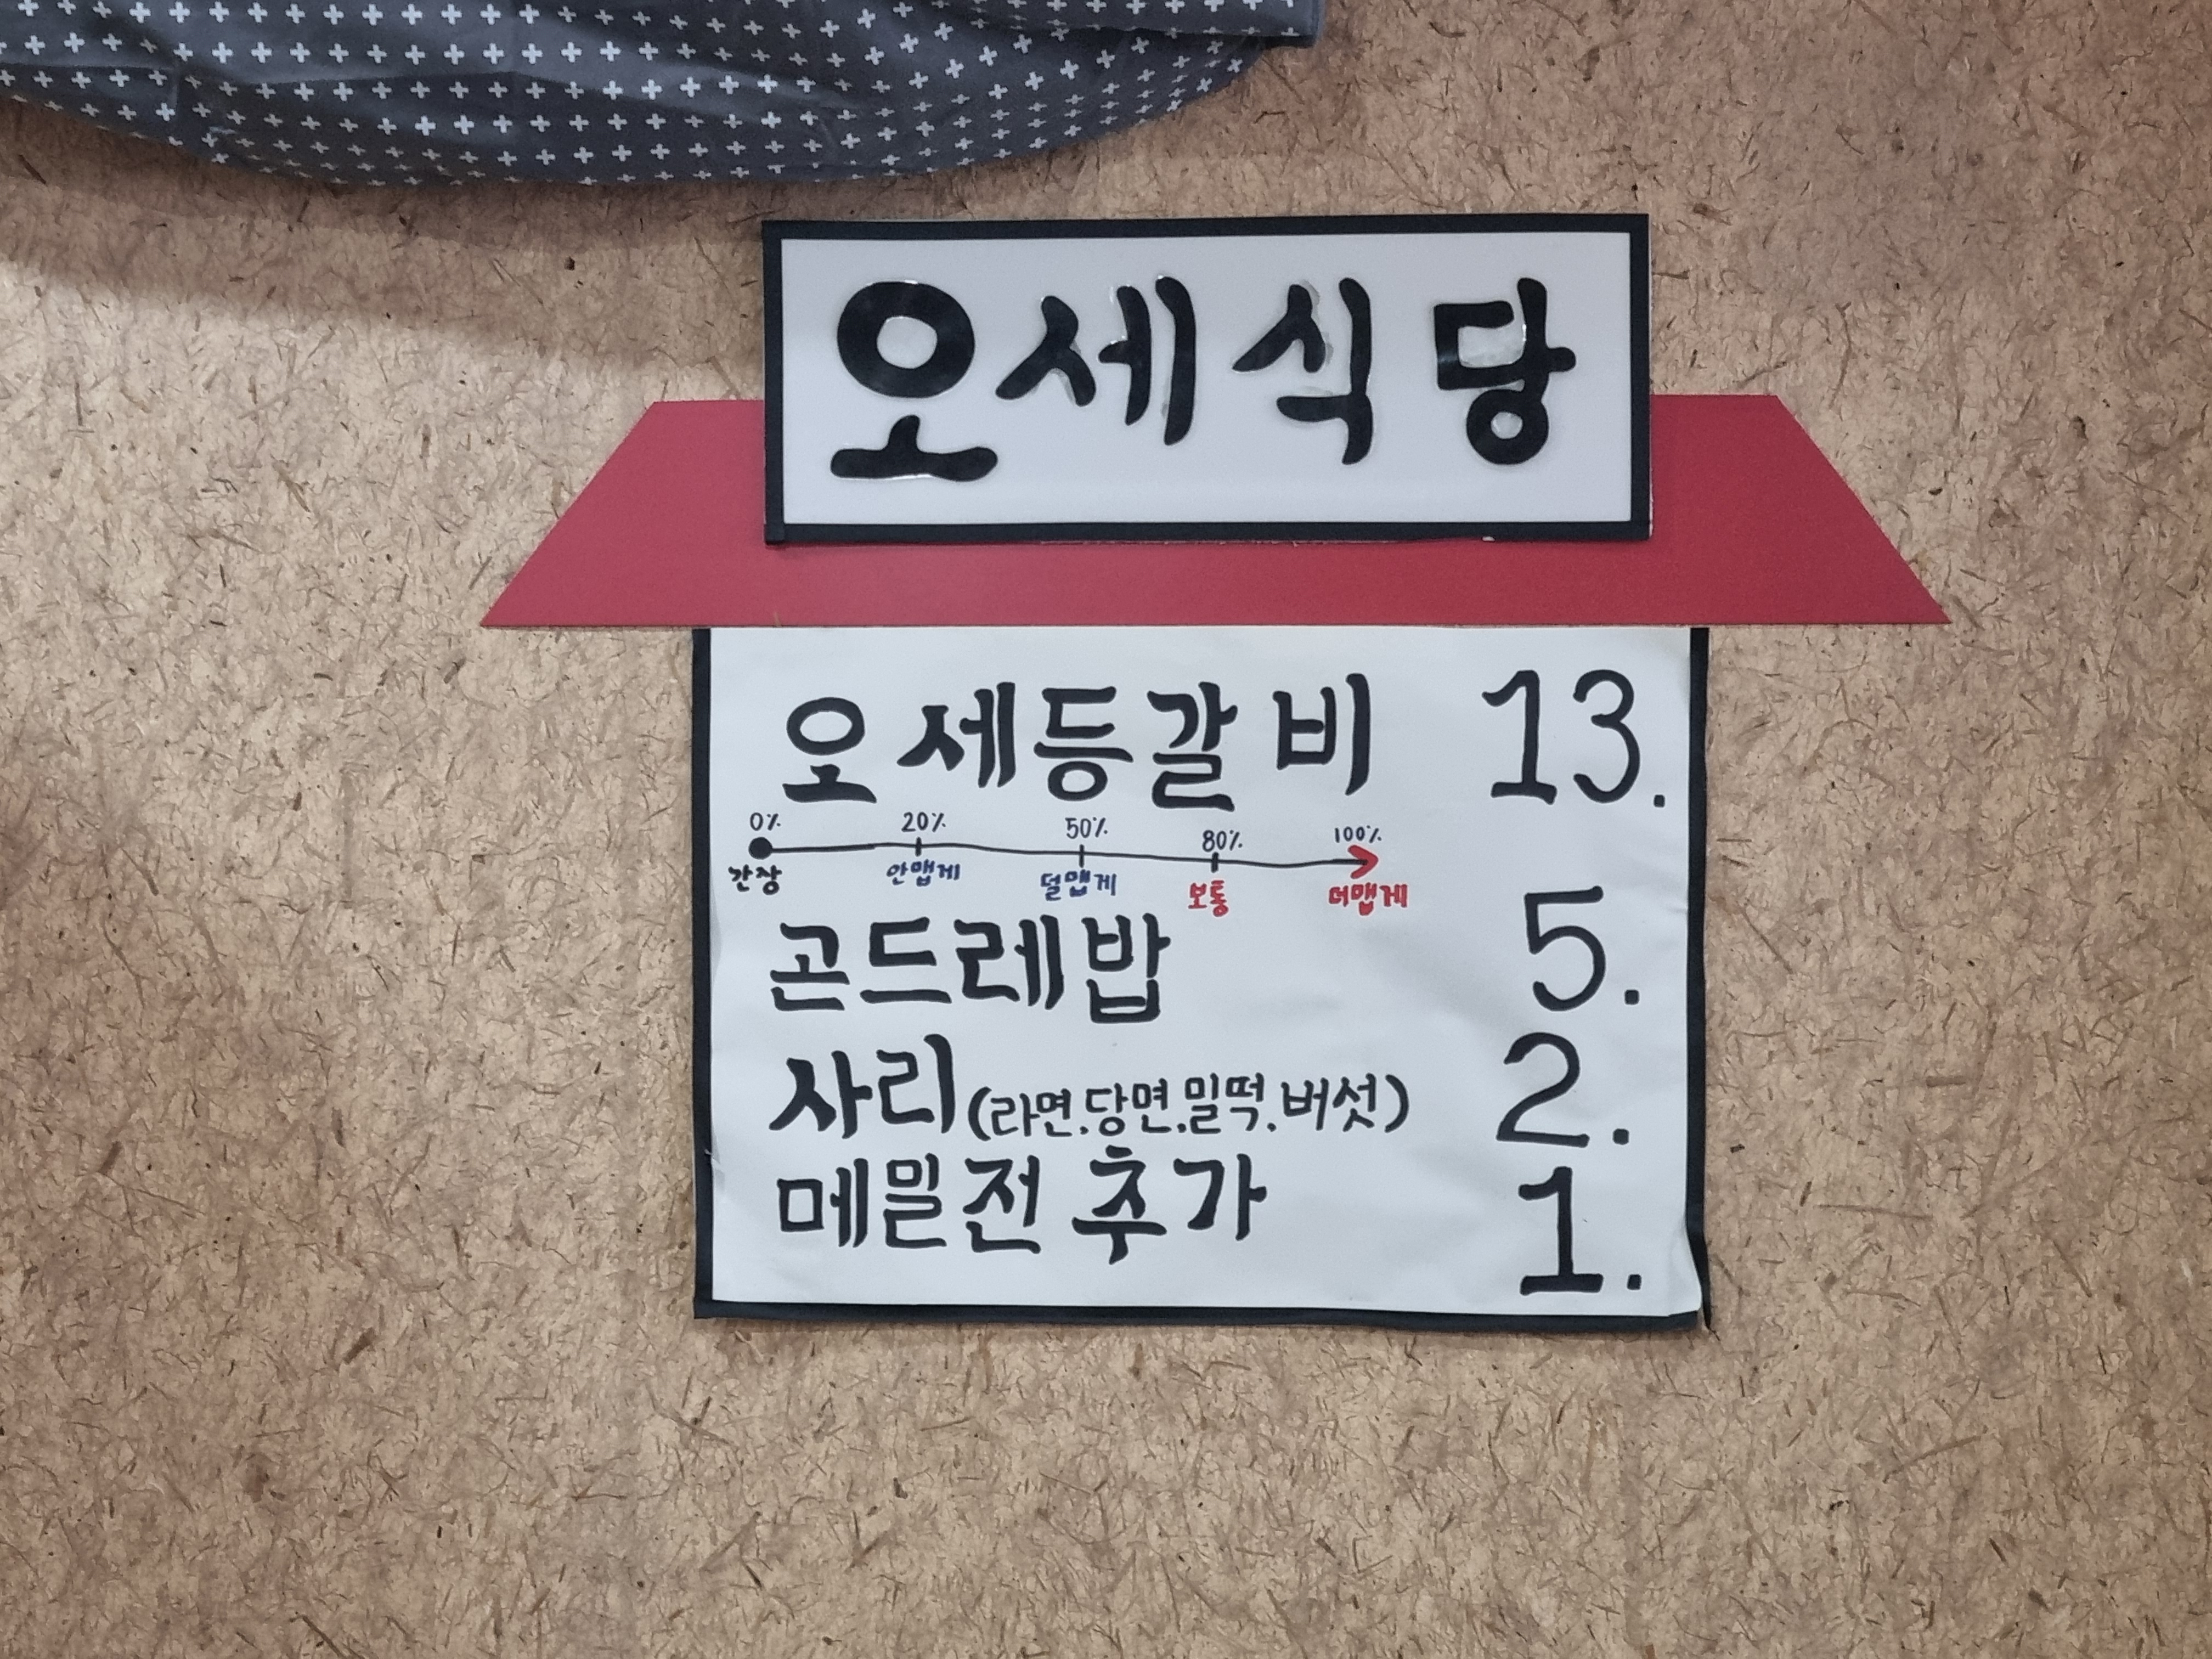 오세식당
오세등갈비 13.
0% 20% 50% 80% 100%
간장 안맵게 덜맵게 보통 더맵게
곤드레밥 5.
사리(라면.당면.밀떡.버섯) 2.
메밀전 추가 1.